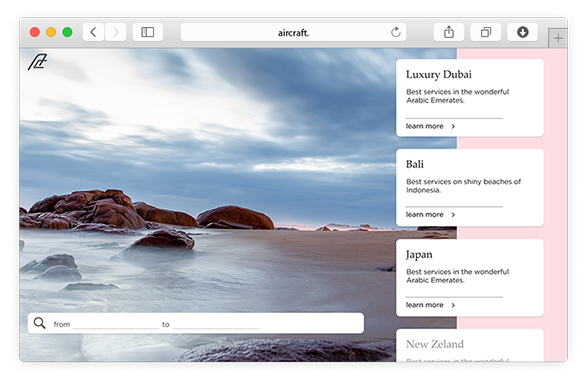 aircraft.
Luxury Dubai
Best services in the wonderful
Arabic Emerates.
learn more
Bali
Best services on shiny beaches of
Indonesia.
learn more
Japan
Best services in the wonderful
Arabic Emerates.
learn more
from
to
New Zeland
Best services in the wonderful